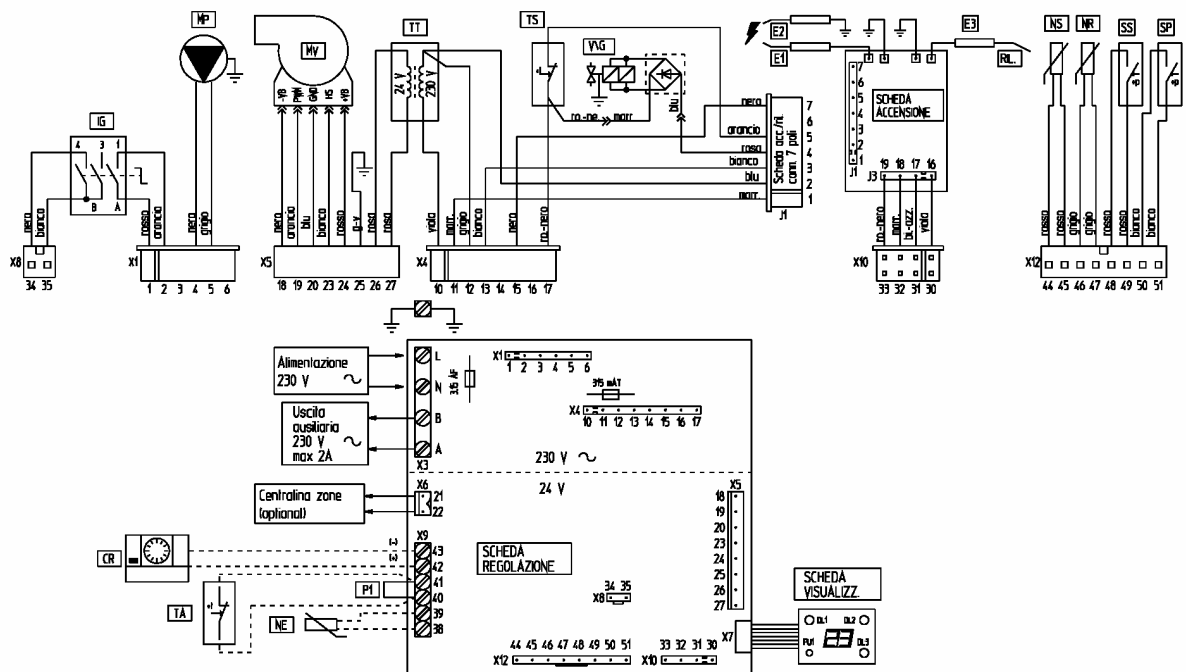 MP
MV
TT
TS
V\G
E2
E1
E3
RIL.
NS
NR
SS
SP
IG
24 V
230 V
-VB
PWM
GND
HS
+VB
SCHEDA
ACCENSIONE
7
6
5
4
3
2
1
J1
19 18 17 16
J3
Scheda acc./ril.
conn. 7 poli
nero 7
6
arancio 5
rosa 4
bianco 3
blu 2
marr. 1
J1
ro.-ne. marr.
blu
4 3 1
B A
nero
bianco
rosso
arancio
nero
grigio
nero
arancio
blu
bianco
rosso
g-v
rosa
rosa
viola
marr.
grigio
bianco
nero
ro.-nero
ro.-nero
marr.
bi.-azz.
viola
rosso
rosso
grigio
grigio
rosso
rosso
bianco
bianco
X8
34 35
X1
1 2 3 4 5 6
X5
18 19 20 23 24 25 26 27
X4
10 11 12 13 15 16 17
X10
33 32 31 30
X12
44 45 46 47 48 49 50 51
Alimentazione
230 V
L
N
B
A
X3
3.15 AF
X1
1 2 3 4 5 6
315 mAT
X4
10 11 12 13 14 15 16 17
Uscita
ausiliaria
230 V
max 2A
230 V
24 V
Centralina zone
(optional)
X6
21
22
X5
18
19
20
23
24
25
26
27
CR
(-)
(+)
X9
43
42
41
40
39
38
SCHEDA
REGOLAZIONE
P1
TA
NE
34 35
X8
44 45 46 47 48 49 50 51
X12
33 32 31 30
X10
X7
SCHEDA
VISUALIZZ.
DL1 DL2
PU1 DL3